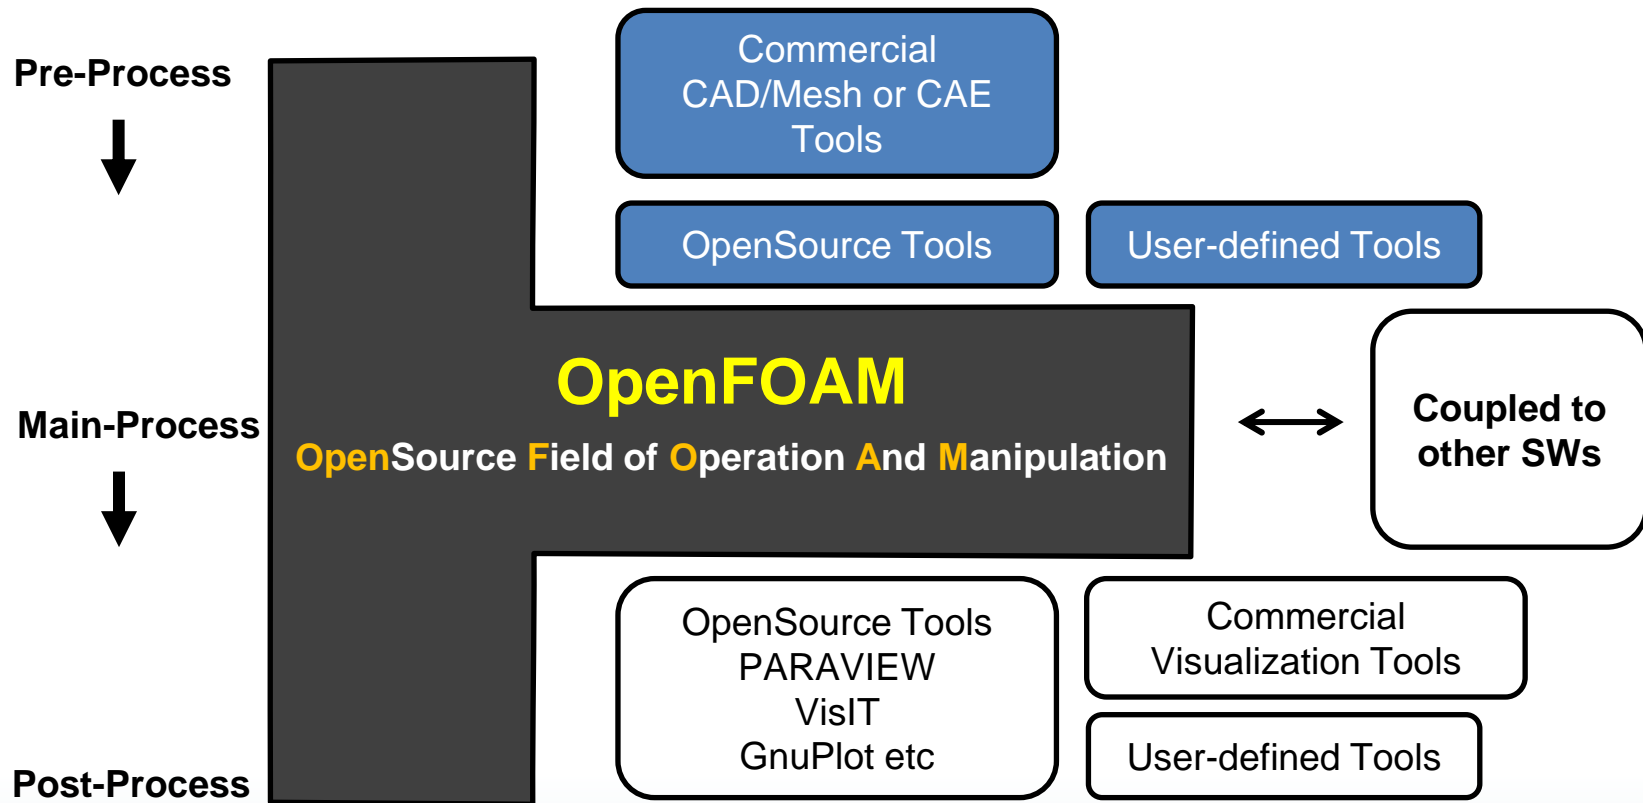 Pre-Process
Commercial
CAD/Mesh or CAE
Tools
OpenSource Tools
User-defined Tools
OpenFOAM
Main-Process
OpenSource Field of Operation And Manipulation
Coupled to
other SWs
OpenSource Tools
PARAVIEW
VisIT
GnuPlot etc
Commercial
Visualization Tools
User-defined Tools
Post-Process